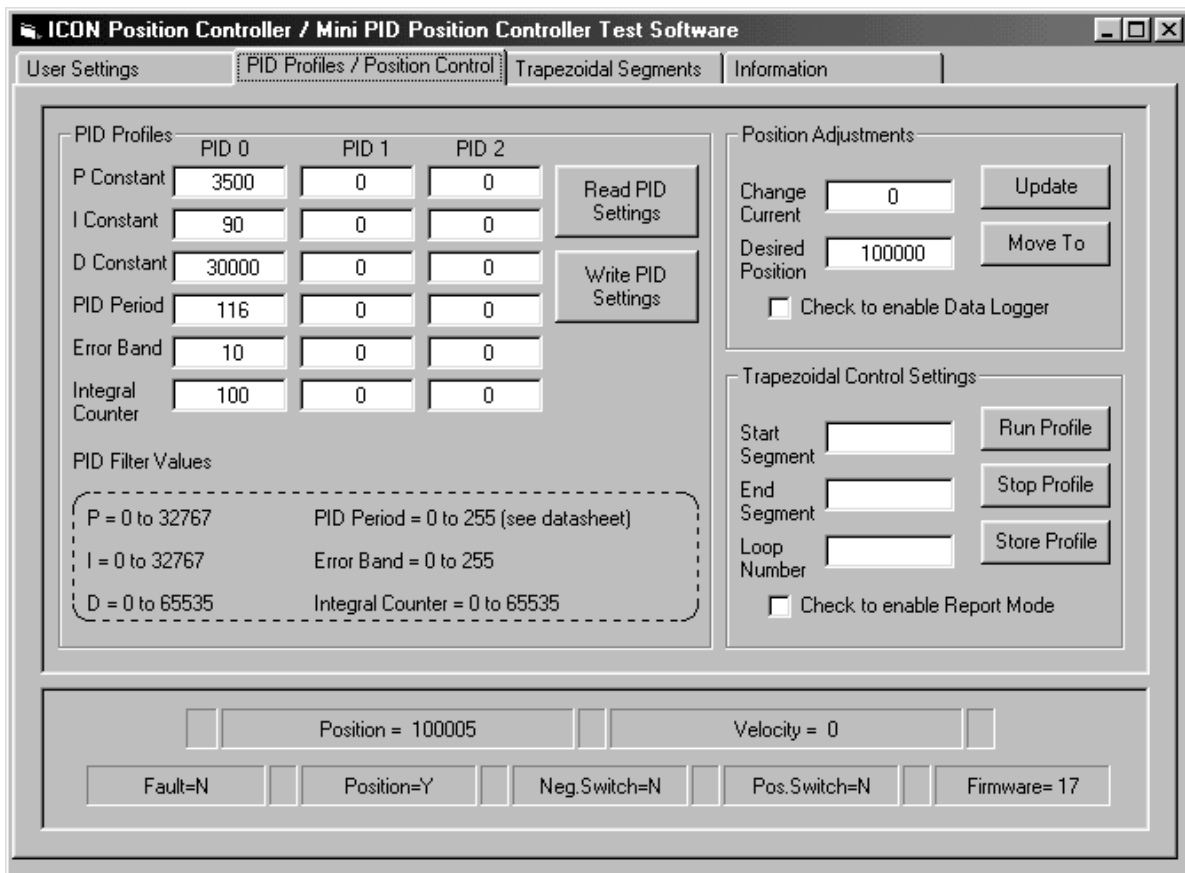 ICON Position Controller / Mini PID Position Controller Test Software
User Settings PID Profiles / Position Control Trapezoidal Segments Information
PID Profiles
PID 0 PID 1 PID 2
P Constant 3500 0 0
I Constant 90 0 0
D Constant 30000 0 0
PID Period 116 0 0
Error Band 10 0 0
Integral Counter 100 0 0
Read PID Settings
Write PID Settings
PID Filter Values
P = 0 to 32767 PID Period = 0 to 255 (see datasheet)
I = 0 to 32767 Error Band = 0 to 255
D = 0 to 65535 Integral Counter = 0 to 65535
Position Adjustments
Change Current 0 Update
Desired Position 100000 Move To
Check to enable Data Logger
Trapezoidal Control Settings
Start Segment Run Profile
End Segment Stop Profile
Loop Number Store Profile
Check to enable Report Mode
Position = 100005 Velocity = 0
Fault=N Position=Y Neg.Switch=N Pos.Switch=N Firmware= 17